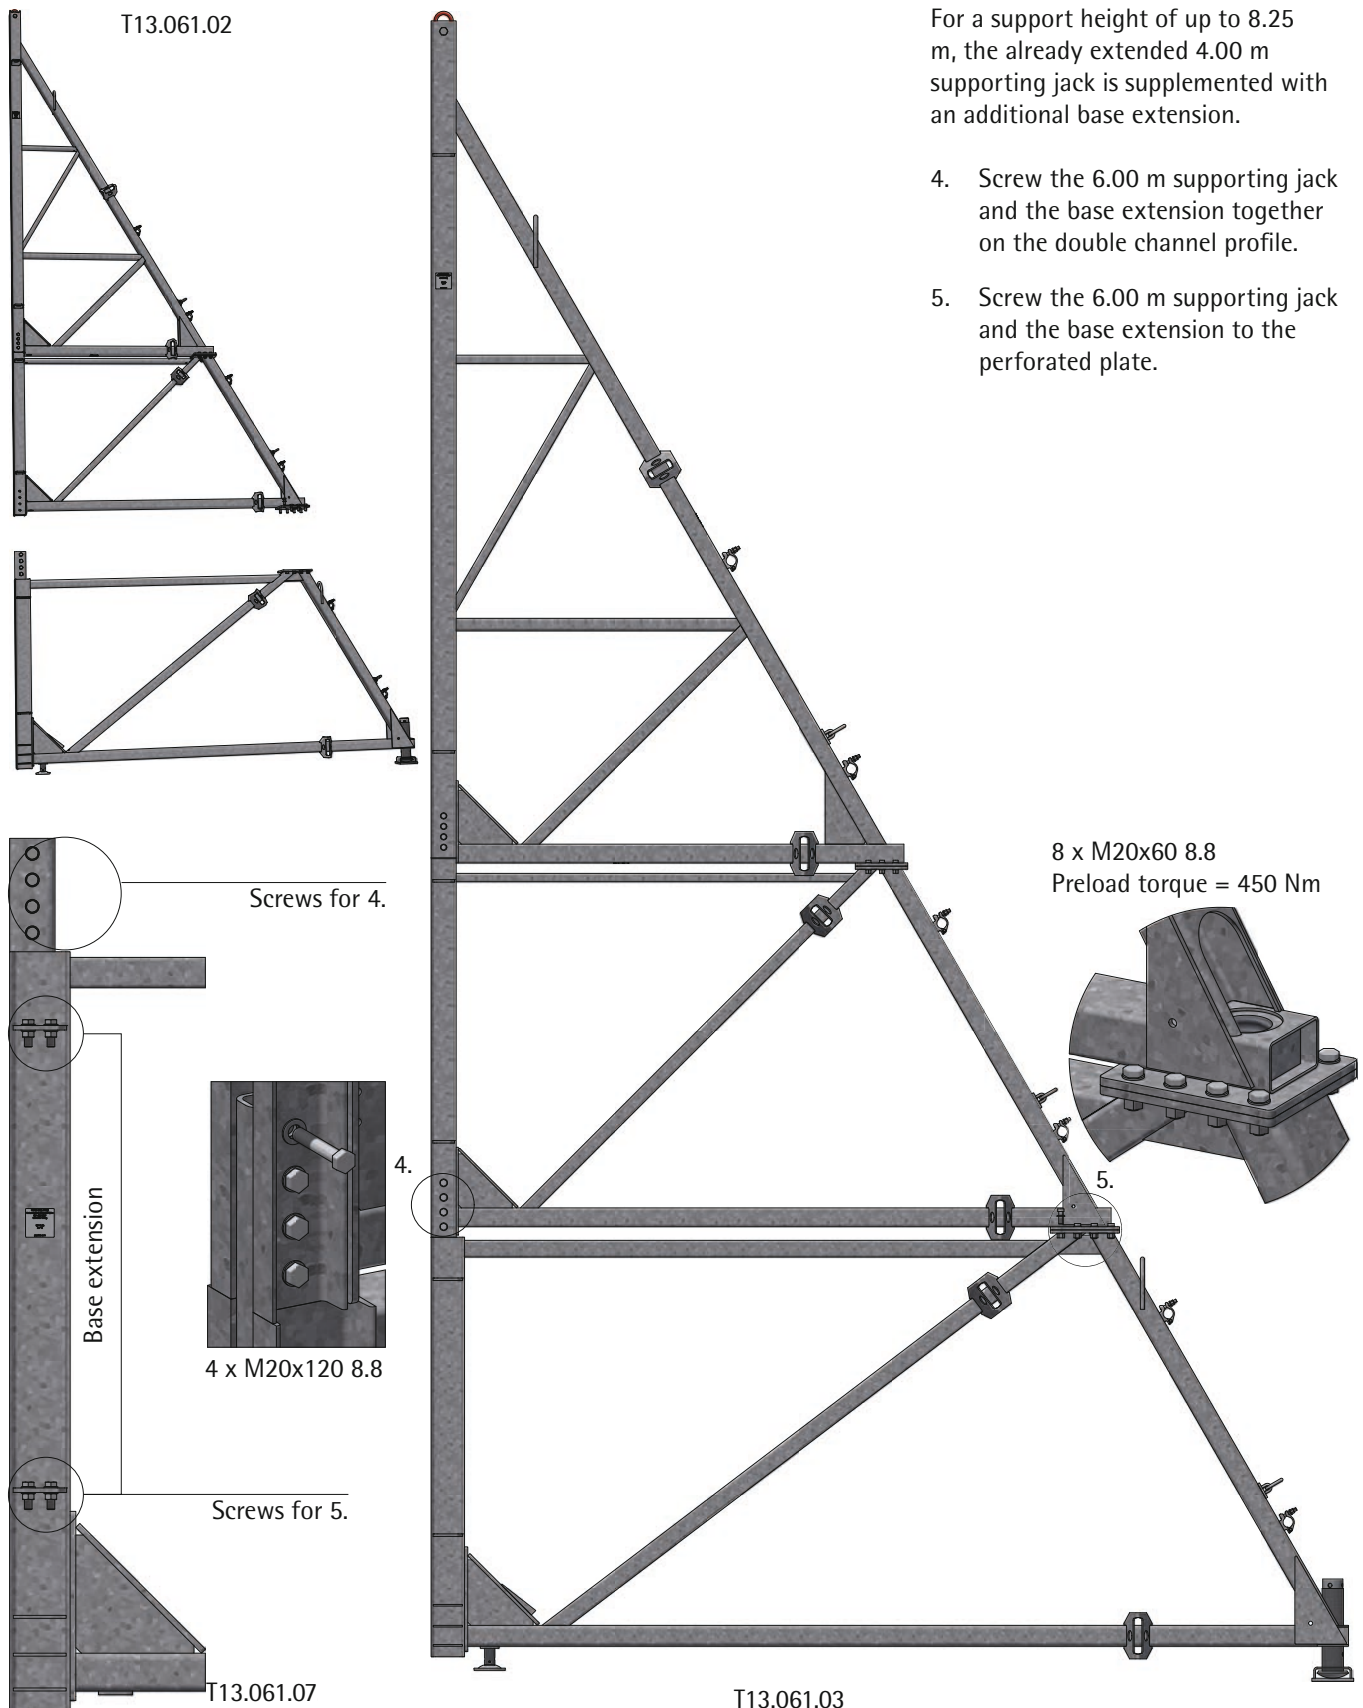 T13.061.02
For a support height of up to 8.25
m, the already extended 4.00 m
supporting jack is supplemented with
an additional base extension.
4. Screw the 6.00 m supporting jack
and the base extension together
on the double channel profile.
5. Screw the 6.00 m supporting jack
and the base extension to the
perforated plate.
8 x M20x60 8.8
Preload torque = 450 Nm
Screws for 4.
Base extension
4 x M20x120 8.8
4.
5.
Screws for 5.
T13.061.07
T13.061.03